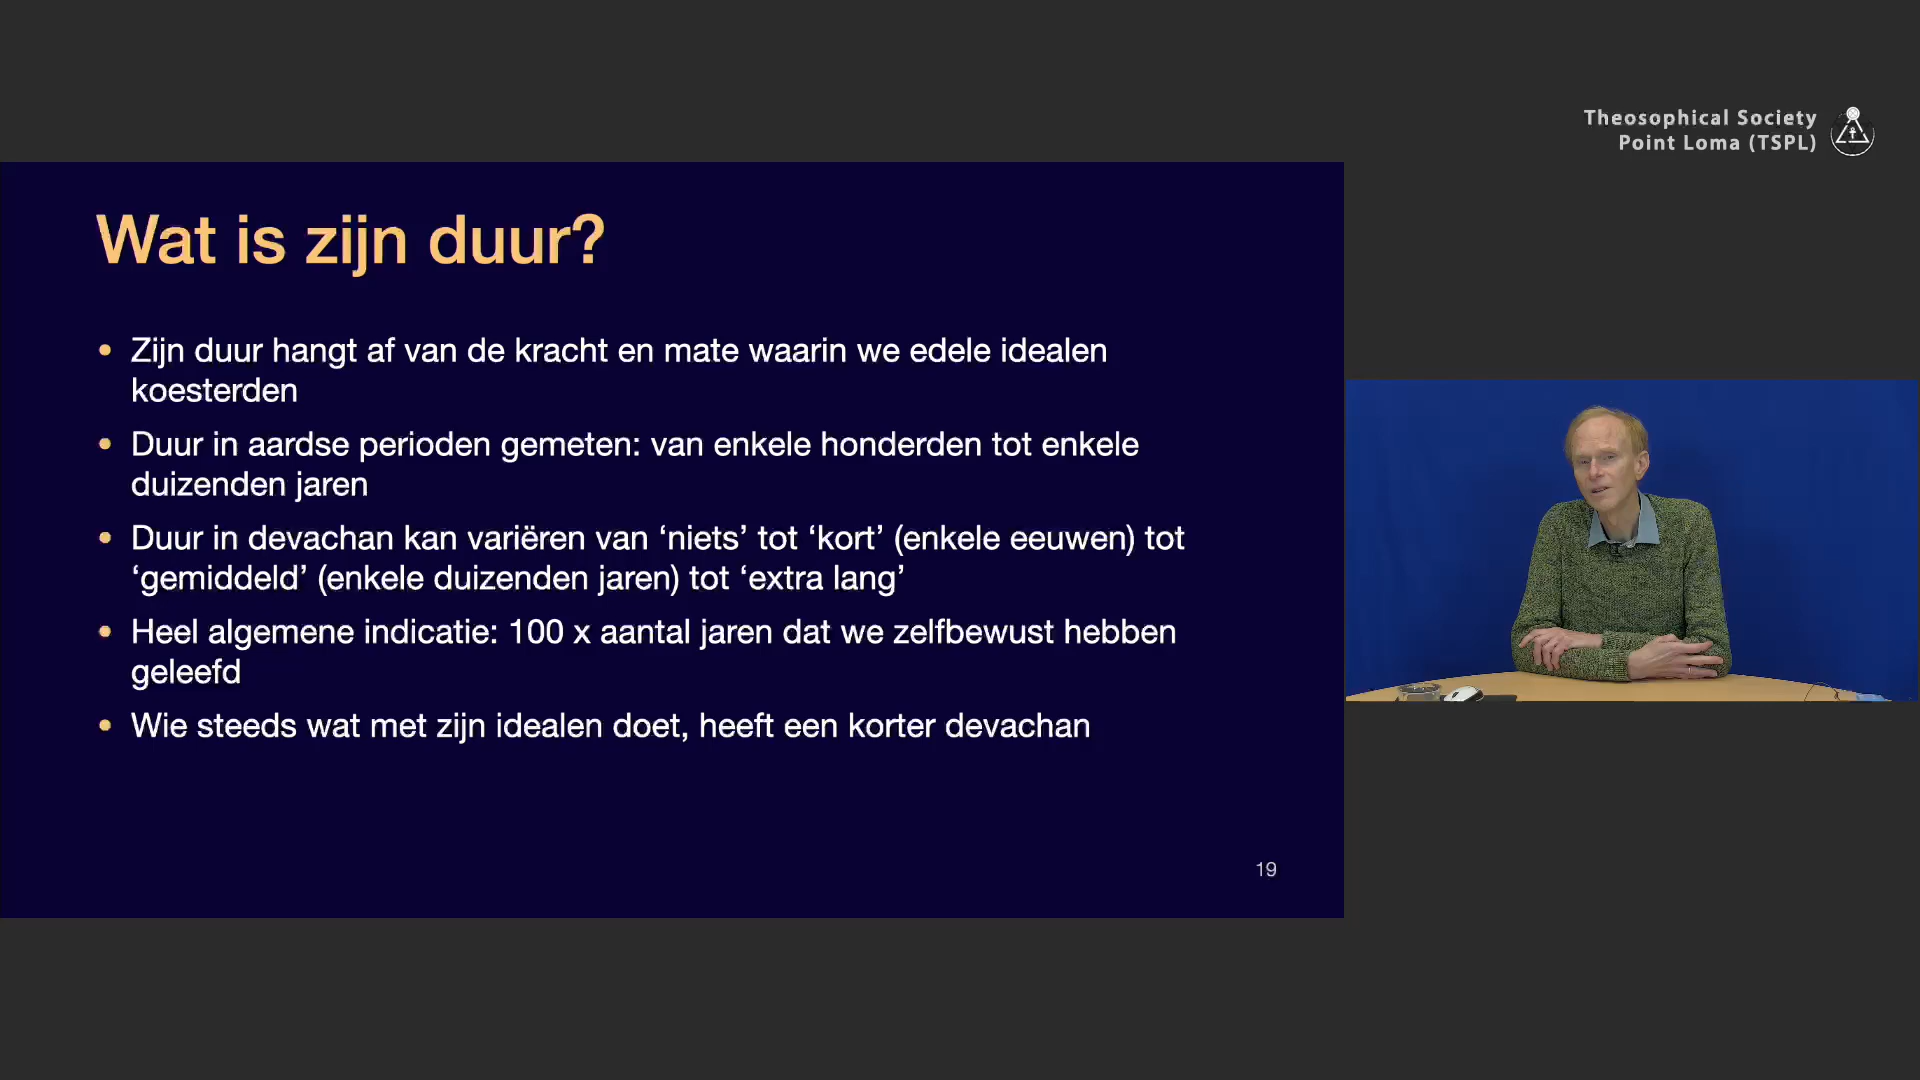 Theosophical Society
Point Loma (TSPL)
Wat is zijn duur?
• Zijn duur hangt af van de kracht en mate waarin we edele idealen
koesterden
• Duur in aardse perioden gemeten: van enkele honderden tot enkele
duizenden jaren
• Duur in devachan kan variëren van ‘niets’ tot ‘kort’ (enkele eeuwen) tot
‘gemiddeld’ (enkele duizenden jaren) tot ‘extra lang’
• Heel algemene indicatie: 100 x aantal jaren dat we zelfbewust hebben
geleefd
• Wie steeds wat met zijn idealen doet, heeft een korter devachan
19